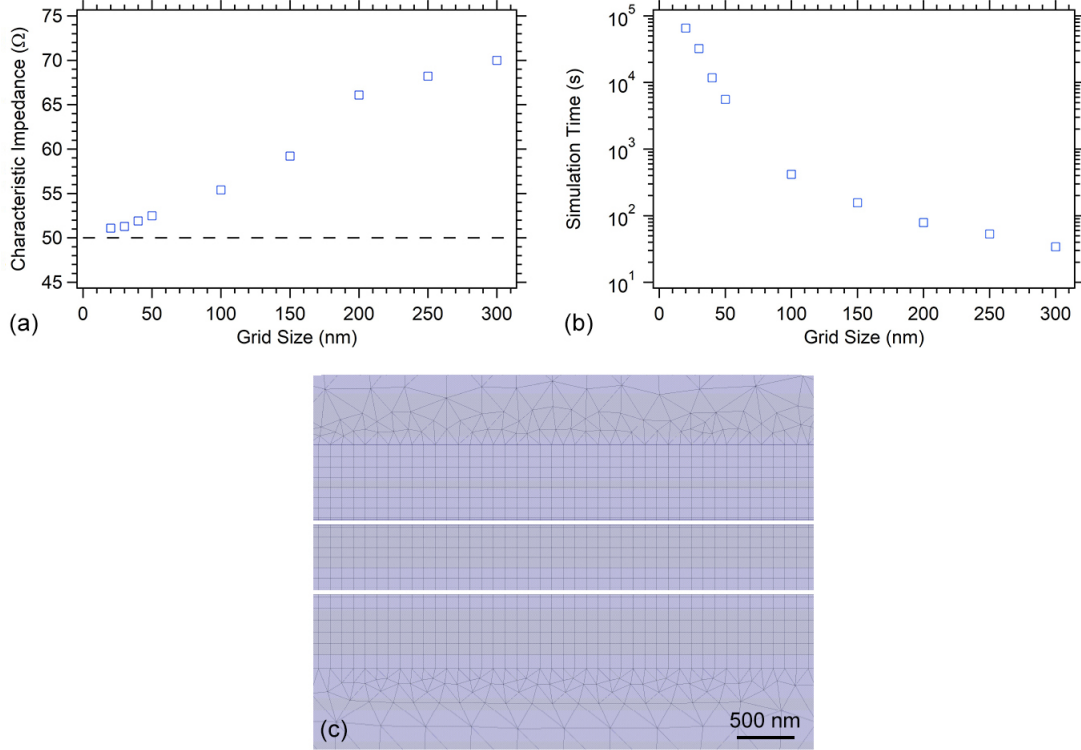 Characteristic Impedance (Ω)
75
70
65
60
55
50
45
0 50 100 150 200 250 300
Grid Size (nm)
(a)
Simulation Time (s)
10⁵
10⁴
10³
10²
10¹
0 50 100 150 200 250 300
Grid Size (nm)
(b)
500 nm
(c)